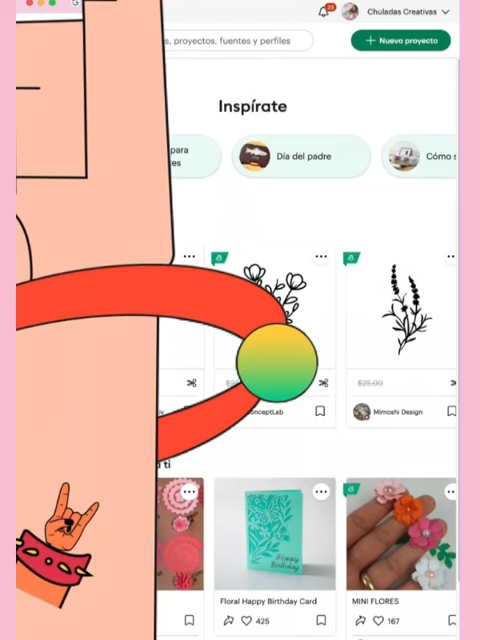 G
23
Chuladas Creativas
s, proyectos, fuentes y perfiles
+ Nuevo proyecto
Inspírate
para
es
Día del padre
Cómo s
$25.00
onceptLab
Mimoshi Design
a ti
Floral Happy Birthday Card
MINI FLORES
425
167
Happy
Birthday